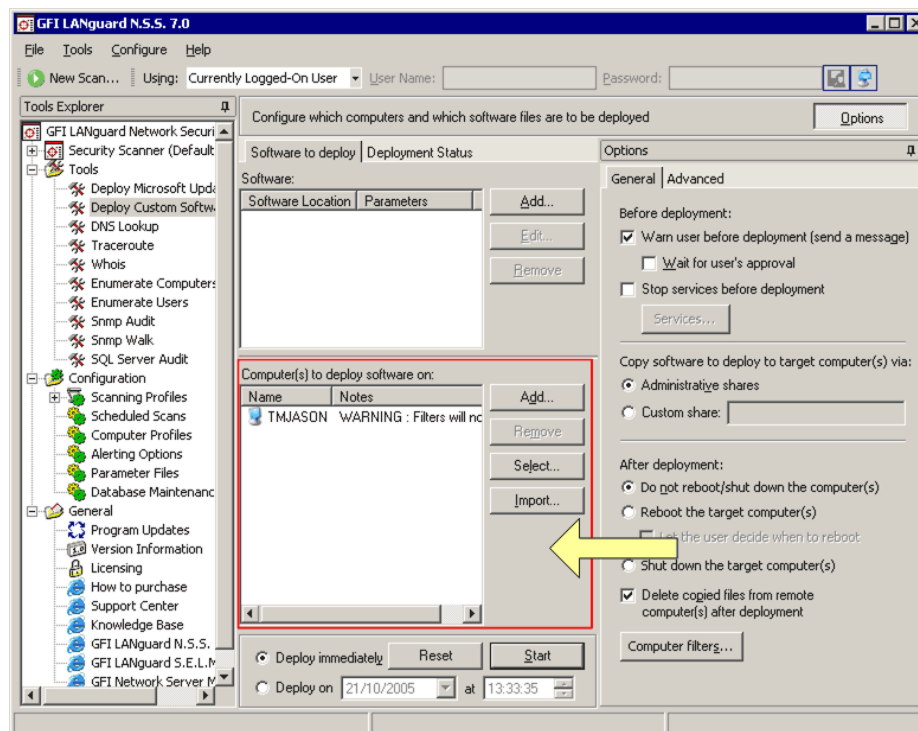 GFI LANguard N.S.S. 7.0
File Tools Configure Help
New Scan... Using: Currently Logged-On User User Name: Password:
Tools Explorer
GFI LANguard Network Securi
Security Scanner (Default
Tools
Deploy Microsoft Upda
Deploy Custom Softw
DNS Lookup
Traceroute
Whois
Enumerate Computers
Enumerate Users
Snmp Audit
Snmp Walk
SQL Server Audit
Configuration
Scanning Profiles
Scheduled Scans
Computer Profiles
Alerting Options
Parameter Files
Database Maintenanc
General
Program Updates
Version Information
Licensing
How to purchase
Support Center
Knowledge Base
GFI LANguard N.S.S.
GFI LANguard S.E.L.M
GFI Network Server M
Configure which computers and which software files are to be deployed
Options
Software to deploy Deployment Status
Software:
Software Location Parameters
Add...
Edit...
Remove
Computer(s) to deploy software on:
Name Notes
TMJASON WARNING : Filters will no
Add...
Remove
Select...
Import...
Deploy immediately Reset Start
Deploy on 21/10/2005 at 13:33:35
Options
General Advanced
Before deployment:
Warn user before deployment (send a message)
Wait for user's approval
Stop services before deployment
Services...
Copy software to deploy to target computer(s) via:
Administrative shares
Custom share:
After deployment:
Do not reboot/shut down the computer(s)
Reboot the target computer(s)
the user decide when to reboot
Shut down the target computer(s)
Delete copied files from remote
computer(s) after deployment
Computer filters...